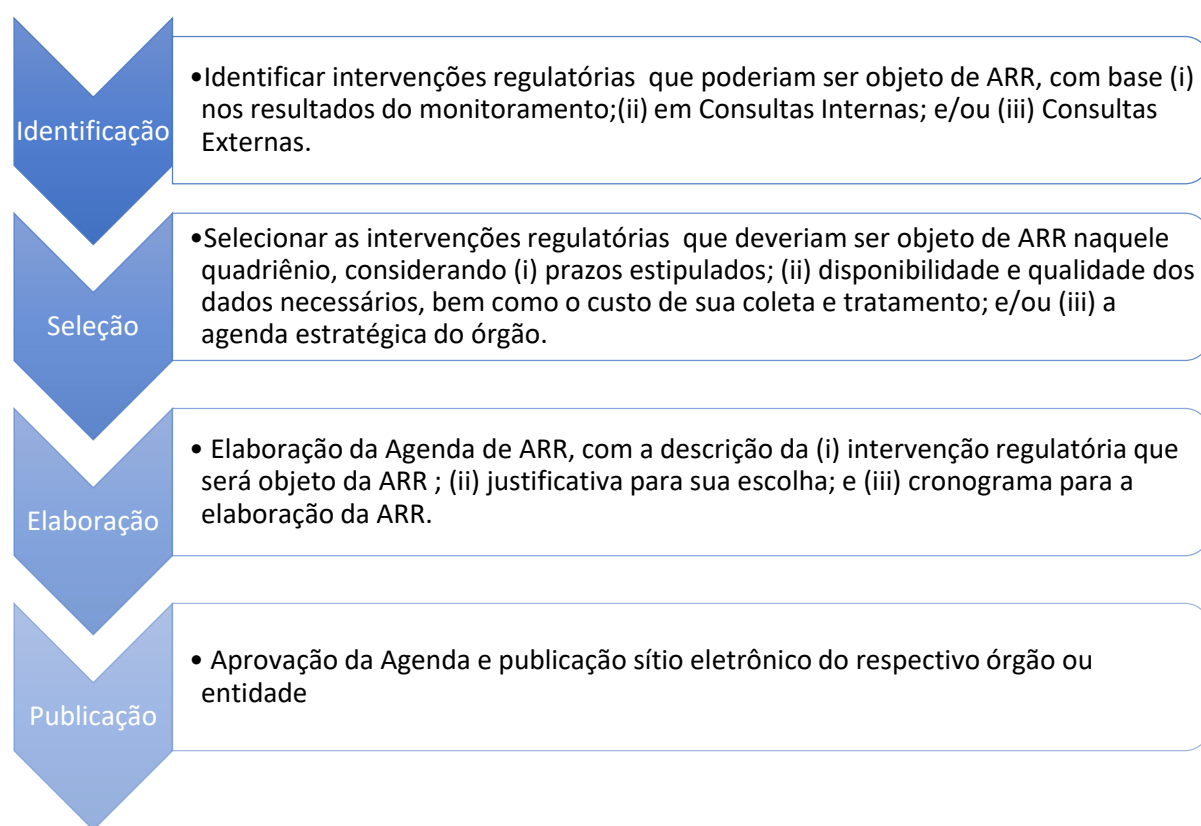 Identificação
•Identificar intervenções regulatórias que poderiam ser objeto de ARR, com base (i)
nos resultados do monitoramento;(ii) em Consultas Internas; e/ou (iii) Consultas
Externas.
Seleção
•Selecionar as intervenções regulatórias que deveriam ser objeto de ARR naquele
quadriênio, considerando (i) prazos estipulados; (ii) disponibilidade e qualidade dos
dados necessários, bem como o custo de sua coleta e tratamento; e/ou (iii) a
agenda estratégica do órgão.
Elaboração
• Elaboração da Agenda de ARR, com a descrição da (i) intervenção regulatória que
será objeto da ARR ; (ii) justificativa para sua escolha; e (iii) cronograma para a
elaboração da ARR.
Publicação
• Aprovação da Agenda e publicação sítio eletrônico do respectivo órgão ou
entidade